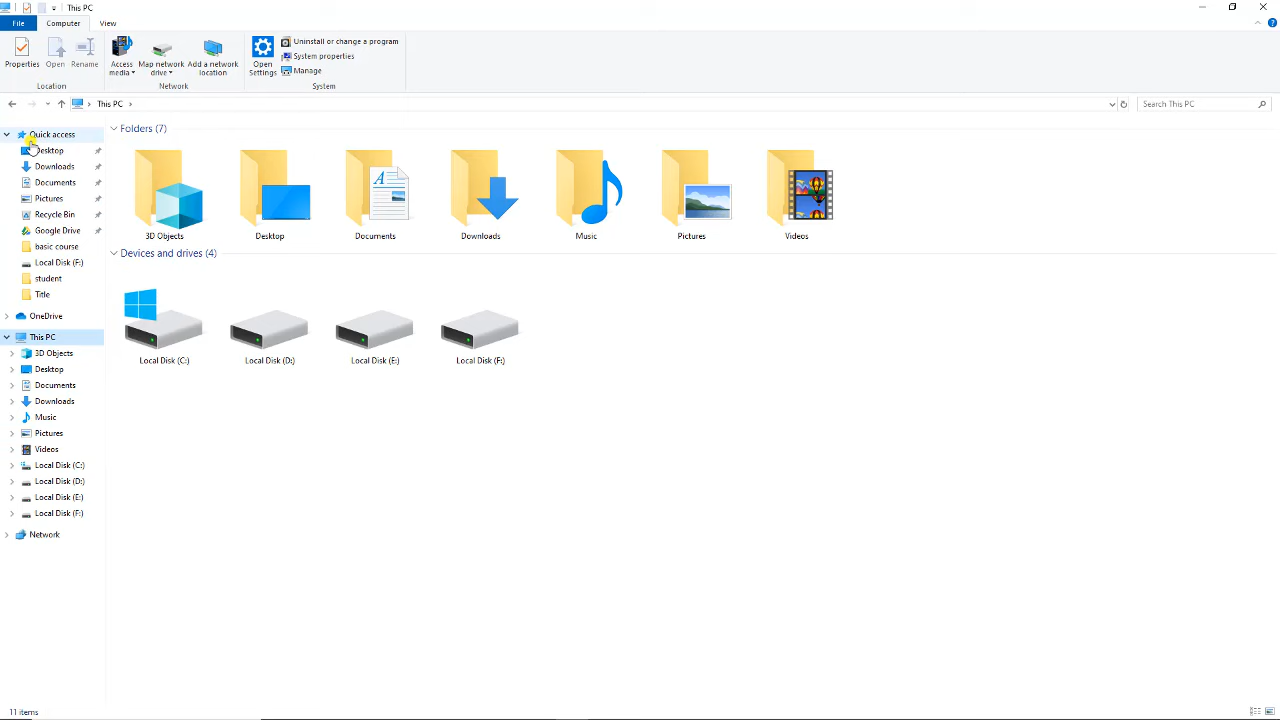 This PC
File Computer View
Properties Open Rename Access media Map network drive Add a network location Open Settings
Uninstall or change a program
System properties
Manage
Location Network System
This PC
Search This PC
Quick access
Desktop
Downloads
Documents
Pictures
Recycle Bin
Google Drive
basic course
Local Disk (F:)
student
Title
OneDrive
This PC
3D Objects
Desktop
Documents
Downloads
Music
Pictures
Videos
Local Disk (C:)
Local Disk (D:)
Local Disk (E:)
Local Disk (F:)
Network
Folders (7)
3D Objects Desktop Documents Downloads Music Pictures Videos
Devices and drives (4)
Local Disk (C:) Local Disk (D:) Local Disk (E:) Local Disk (F:)
11 items